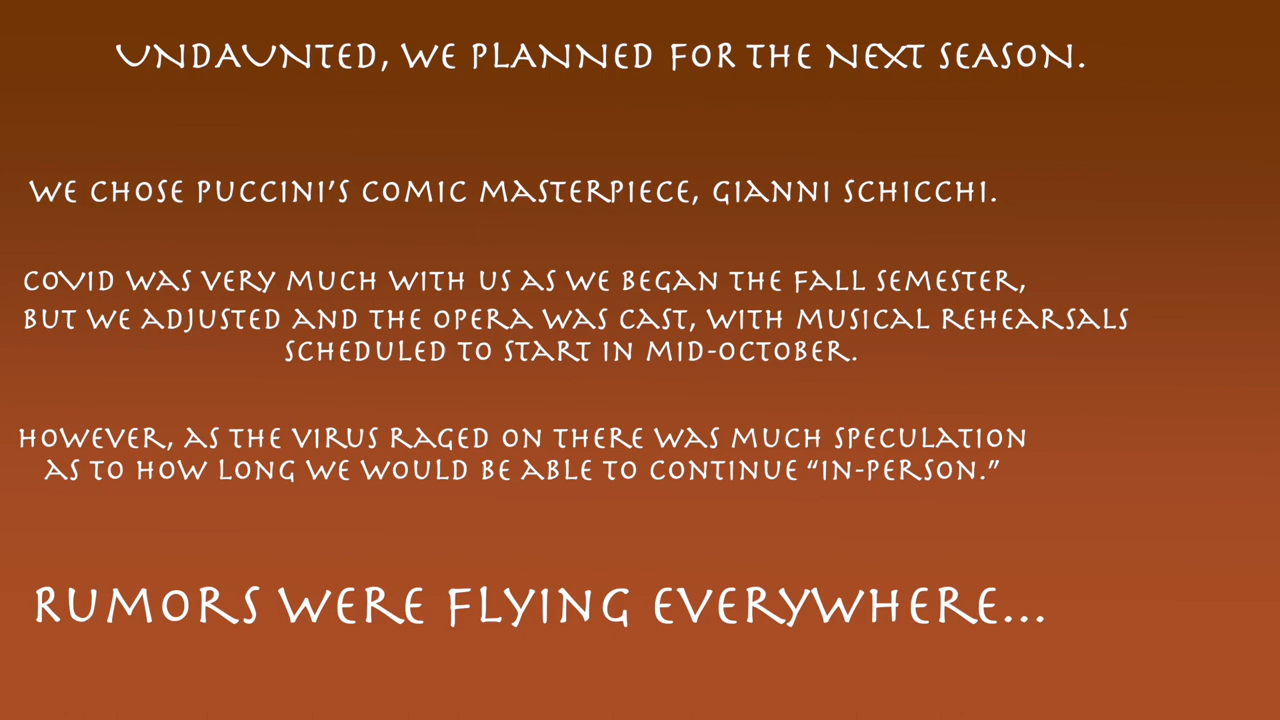 UNDAUNTED, WE PLANNED FOR THE NEXT SEASON.
WE CHOSE PUCCINI'S COMIC MASTERPIECE, GIANNI SCHICCHI.
COVID WAS VERY MUCH WITH US AS WE BEGAN THE FALL SEMESTER,
BUT WE ADJUSTED AND THE OPERA WAS CAST, WITH MUSICAL REHEARSALS
SCHEDULED TO START IN MID-OCTOBER.
HOWEVER, AS THE VIRUS RAGED ON THERE WAS MUCH SPECULATION
AS TO HOW LONG WE WOULD BE ABLE TO CONTINUE “IN-PERSON.”
RUMORS WERE FLYING EVERYWHERE...